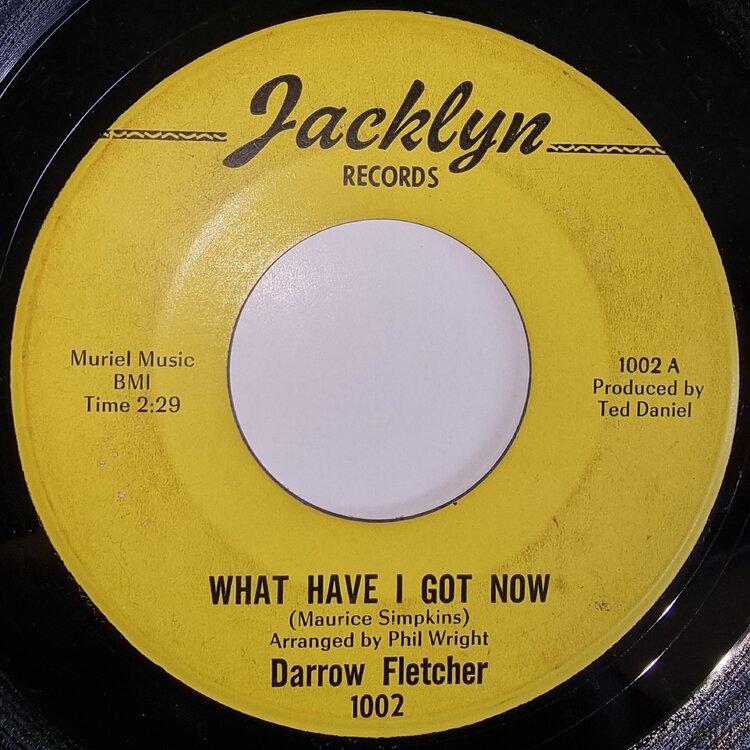 Jacklyn
RECORDS
Muriel Music
BMI
Time 2:29
1002 A
Produced by
Ted Daniel
WHAT HAVE I GOT NOW
(Maurice Simpkins)
Arranged by Phil Wright
Darrow Fletcher
1002